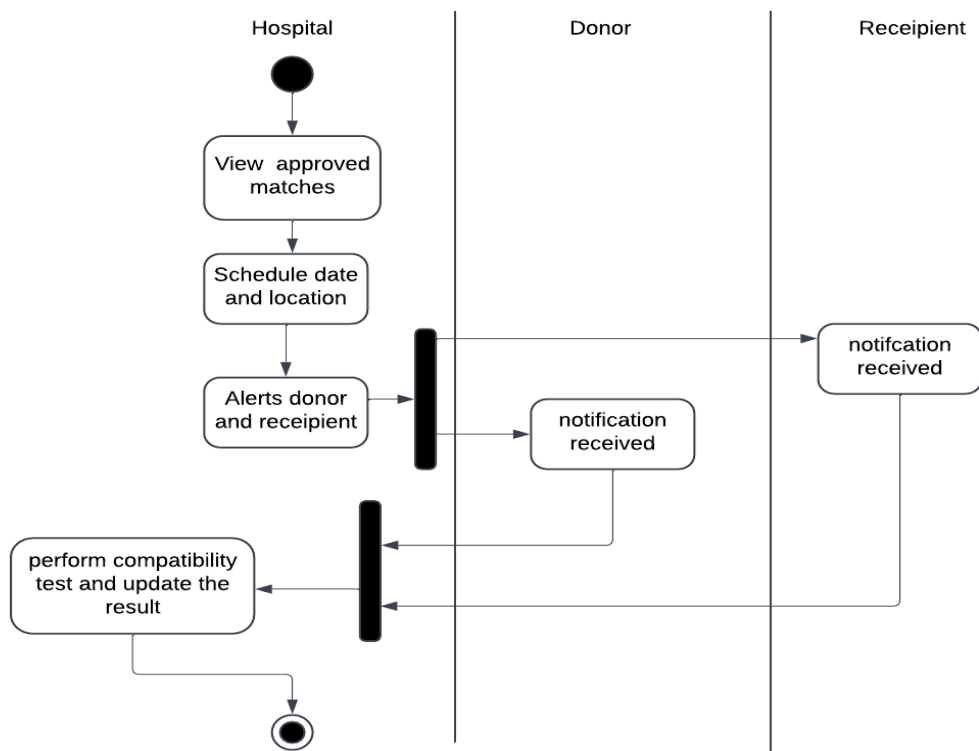 Hospital
Donor
Receipient
View approved
matches
Schedule date
and location
Alerts donor
and receipient
notifcation
received
notification
received
perform compatibility
test and update the
result